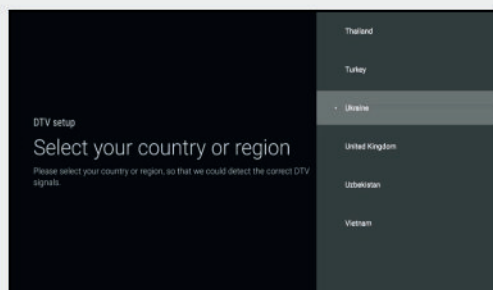 DTV setup
Select your country or region
Please select your country or region, so that we could detect the correct DTV
signals.
Thailand
Turkey
Ukraine
United Kingdom
Uzbekistan
Vietnam